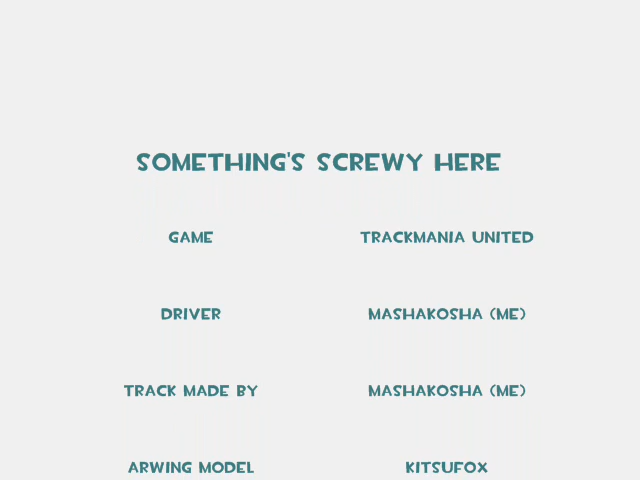 SOMETHING'S SCREWY HERE
GAME TRACKMANIA UNITED
DRIVER MASHAKOSHA (ME)
TRACK MADE BY MASHAKOSHA (ME)
ARWING MODEL KITSUFOX